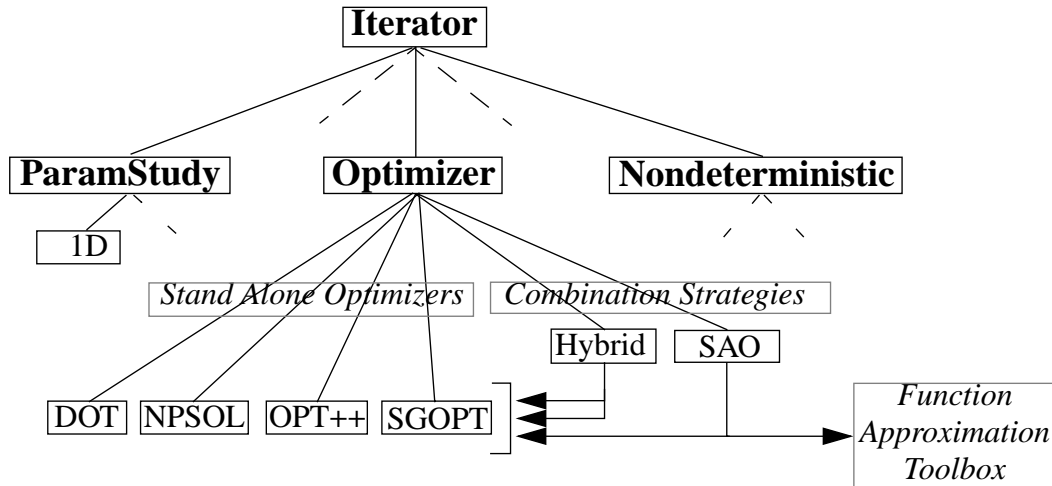 Iterator
ParamStudy
Optimizer
Nondeterministic
1D
Stand Alone Optimizers
Combination Strategies
Hybrid
SAO
DOT
NPSOL
OPT++
SGOPT
Function
Approximation
Toolbox